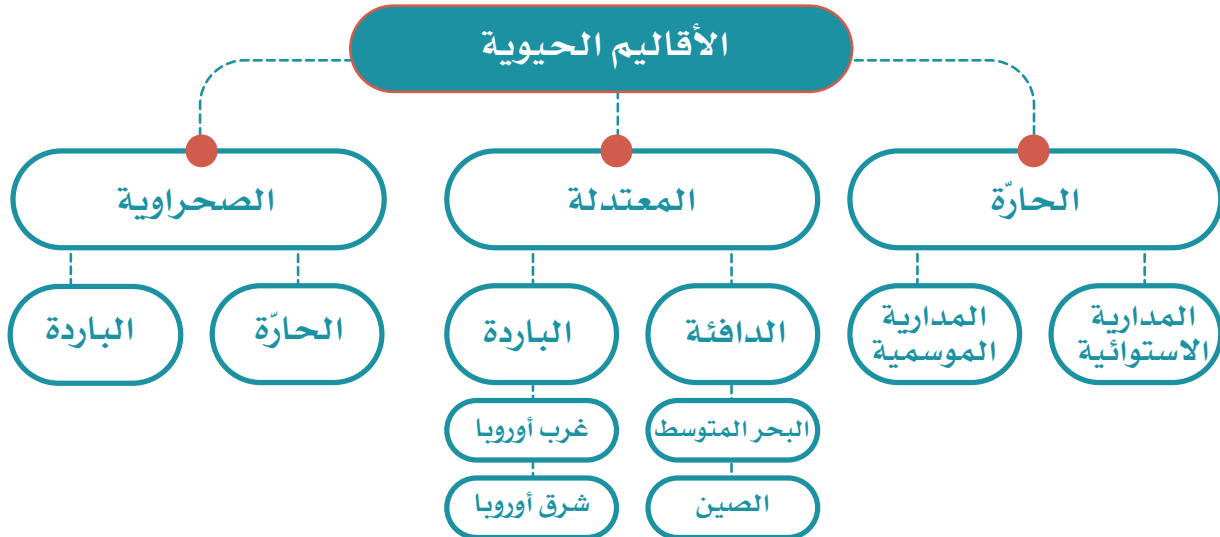 الأقاليم الحيوية
الحارّة
المعتدلة
الصحراوية
المدارية
الاستوائية
المدارية
الموسمية
الدافئة
الباردة
الحارّة
الباردة
البحر المتوسط
غرب أوروبا
الصين
شرق أوروبا